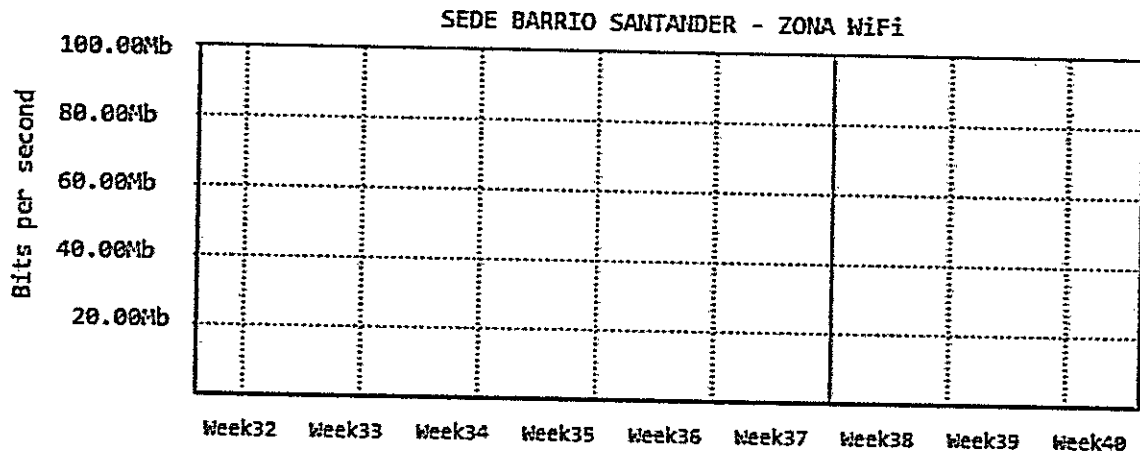 SEDE BARRIO SANTANDER - ZONA WiFi
100.00Mb
80.00Mb
60.00Mb
40.00Mb
20.00Mb
Bits per second
Week32 Week33 Week34 Week35 Week36 Week37 Week38 Week39 Week40